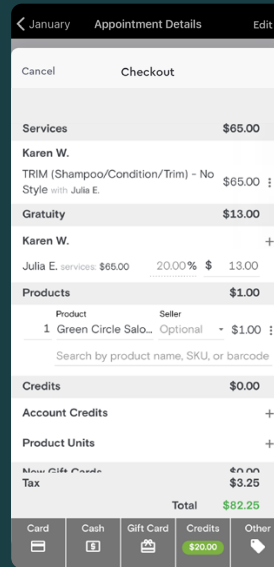 January Appointment Details Edit
Cancel Checkout
Services $65.00
Karen W.
TRIM (Shampoo/Condition/Trim) - No
Style with Julia E. $65.00
Gratuity $13.00
Karen W.
Julia E. services: $65.00 20.00% $ 13.00
Products $1.00
Product Seller
1 Green Circle Salo... Optional $1.00
Search by product name, SKU, or barcode
Credits $0.00
Account Credits
Product Units
New Gift Cards $0.00
Tax $3.25
Total $82.25
Card Cash Gift Card Credits Other
$20.00